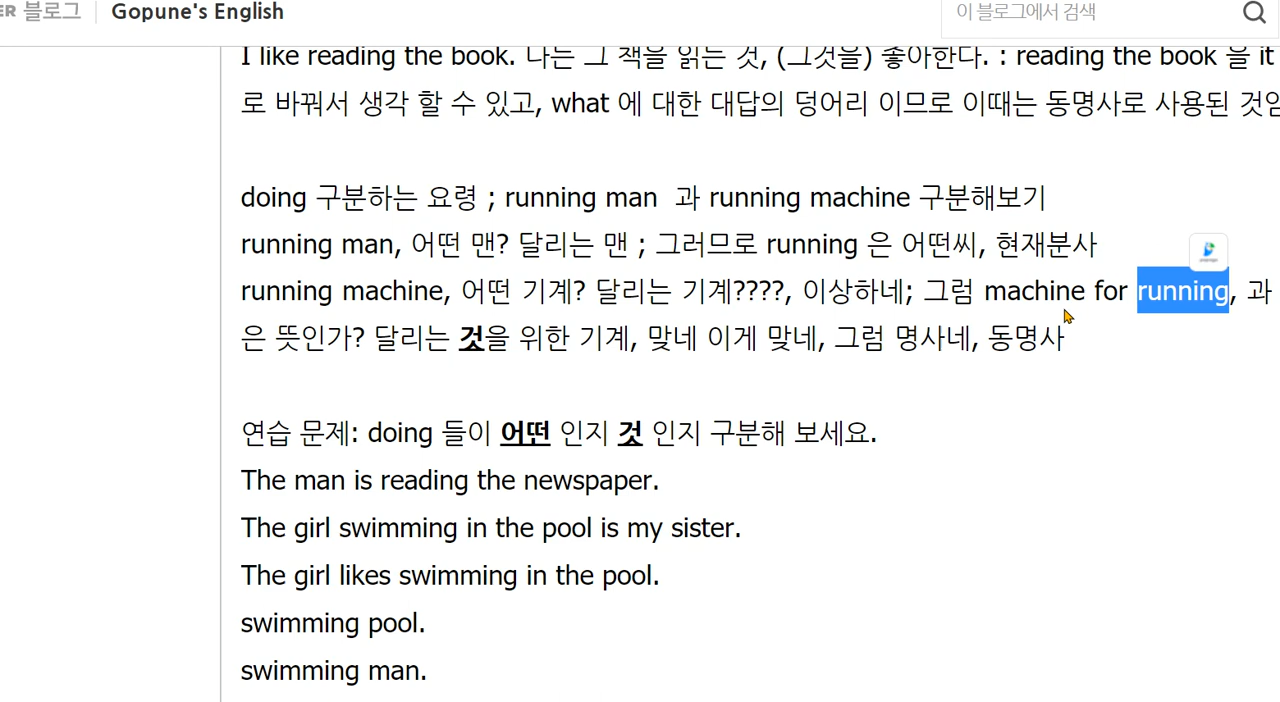 ER 블로그 Gopune's English 이 블로그에서 검색
I like reading the book. 나는 그 책을 읽는 것, (그것을) 좋아한다. : reading the book 을 it
로 바꿔서 생각 할 수 있고, what 에 대한 대답의 덩어리 이므로 이때는 동명사로 사용된 것임
doing 구분하는 요령 ; running man 과 running machine 구분해보기
running man, 어떤 맨? 달리는 맨 ; 그러므로 running 은 어떤씨, 현재분사
running machine, 어떤 기계? 달리는 기계????, 이상하네; 그럼 machine for running, 과
은 뜻인가? 달리는 것을 위한 기계, 맞네 이게 맞네, 그럼 명사네, 동명사
연습 문제: doing 들이 어떤 인지 것 인지 구분해 보세요.
The man is reading the newspaper.
The girl swimming in the pool is my sister.
The girl likes swimming in the pool.
swimming pool.
swimming man.